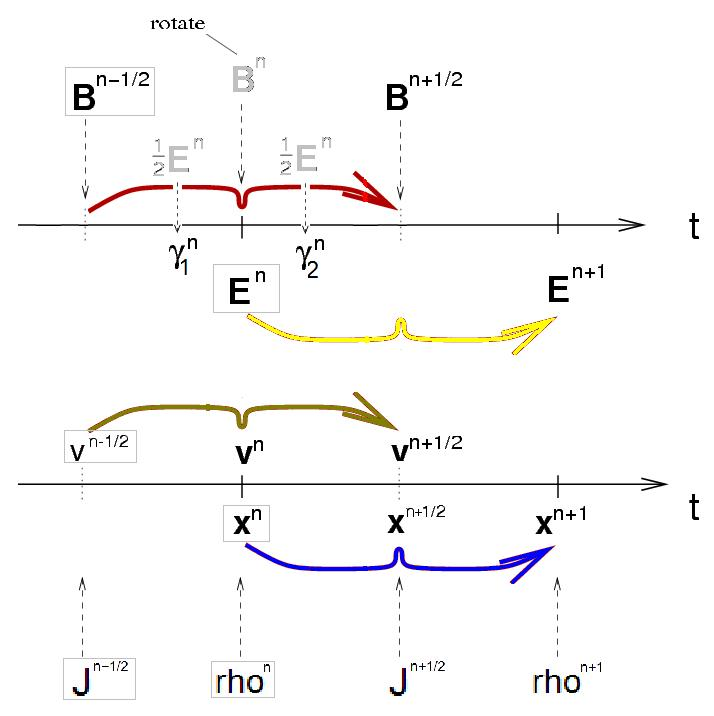 rotate
B^n-1/2 B^n B^n+1/2
½E^n ½E^n
t
γ₁^n γ₂^n
E^n E^n+1
v^n-1/2 v^n v^n+1/2
t
x^n x^n+1/2 x^n+1
J^n-1/2 rho^n J^n+1/2 rho^n+1